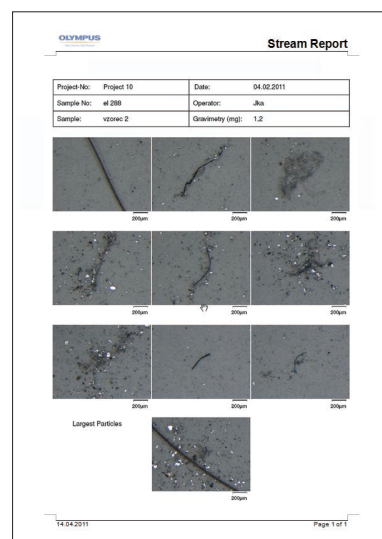 OLYMPUS
Stream Report
Project-No: Project 10 Date: 04.02.2011
Sample No: el 288 Operator: Jka
Sample: vzorec 2 Gravimetry (mg): 1,2
200µm 200µm 200µm
200µm 200µm 200µm
200µm 200µm 200µm
Largest Particles
200µm
14.04.2011 Page 1 of 1